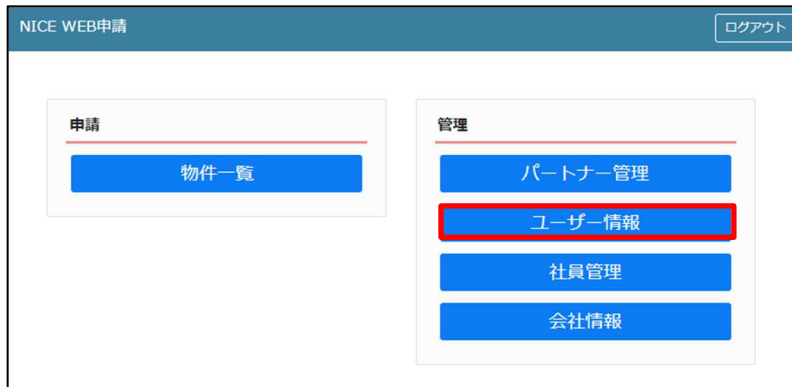 NICE WEB申請
ログアウト
申請
物件一覧
管理
パートナー管理
ユーザー情報
社員管理
会社情報